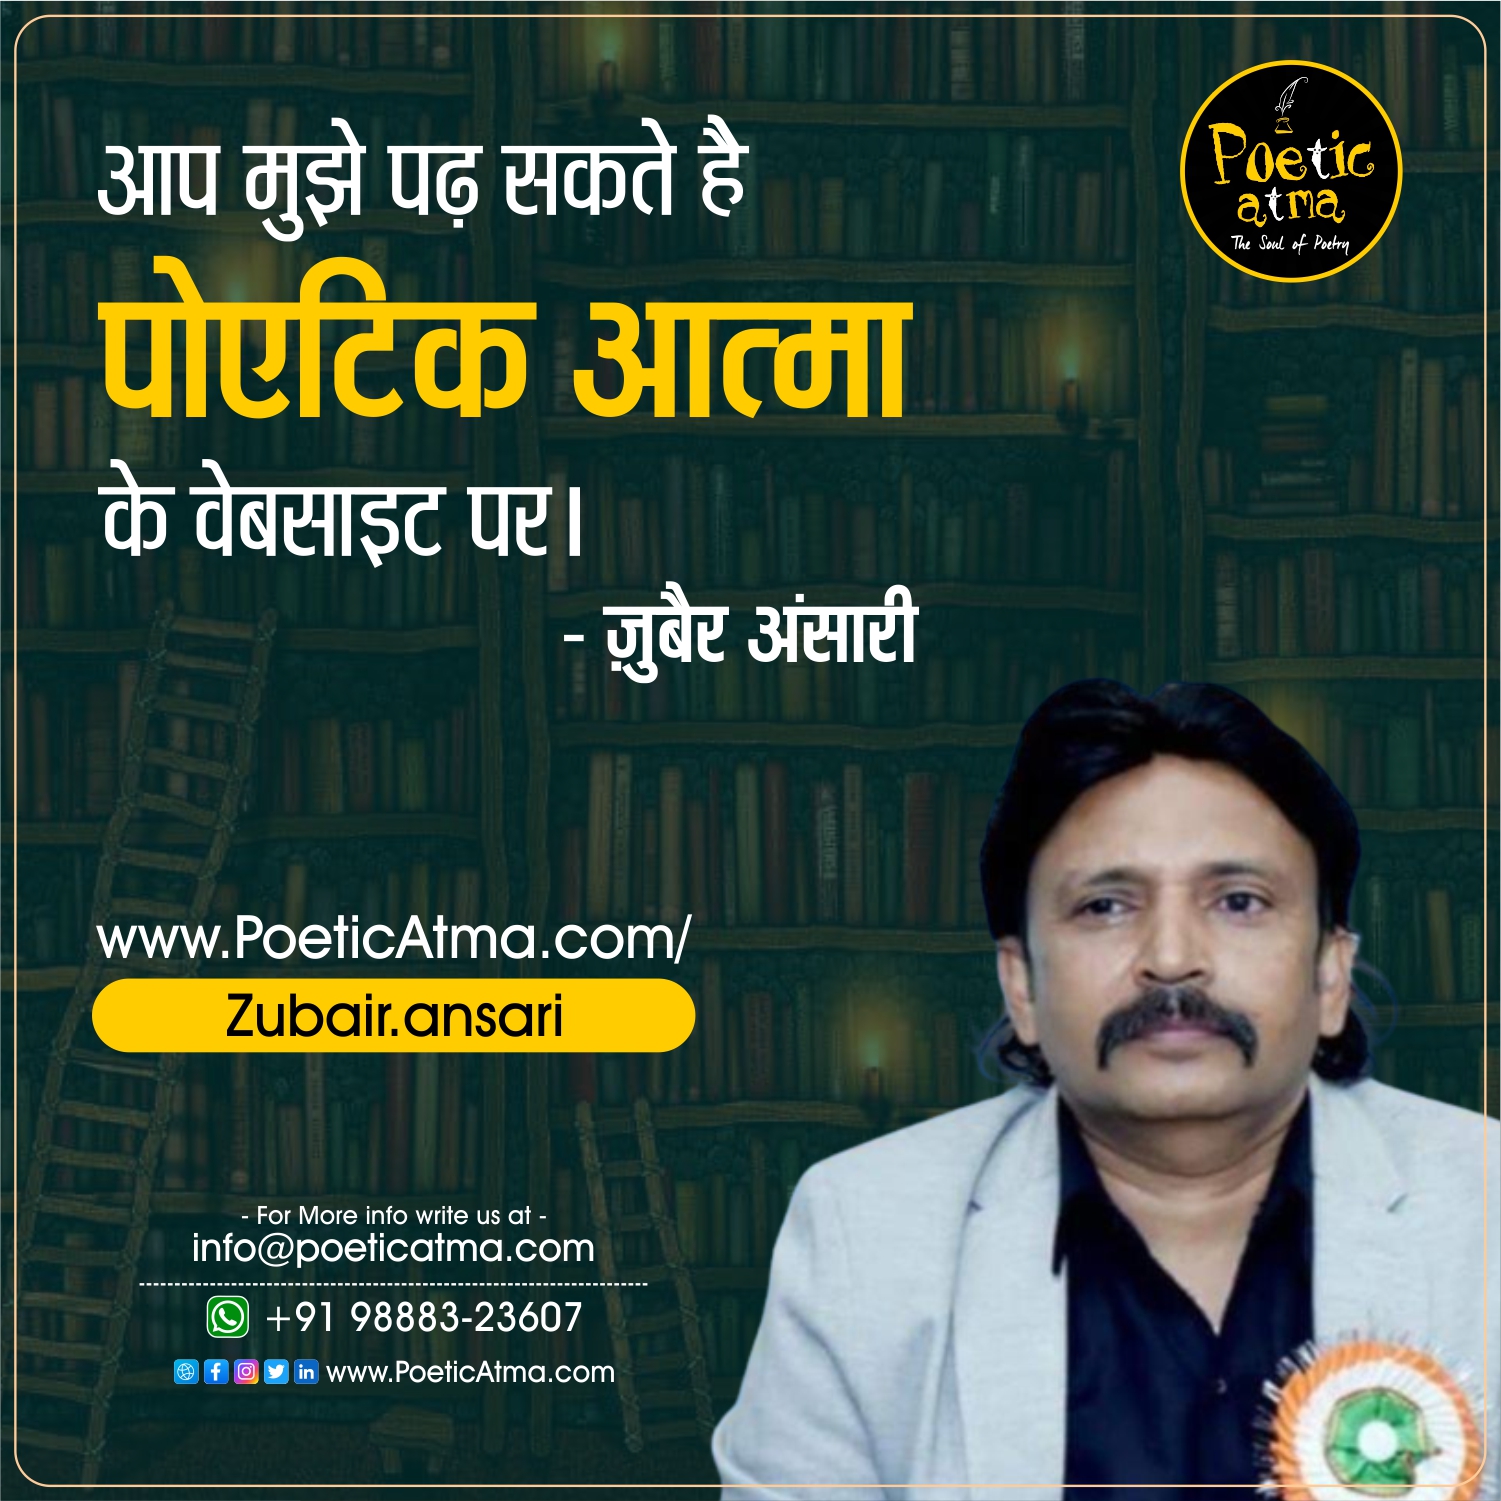 Poetic
atma
The Soul of Poetry
आप मुझे पढ़ सकते है
पोएटिक आत्मा
के वेबसाइट पर।
- ज़ुबैर अंसारी
www.PoeticAtma.com/
Zubair.ansari
- For More info write us at -
info@poeticatma.com
+91 98883-23607
www.PoeticAtma.com